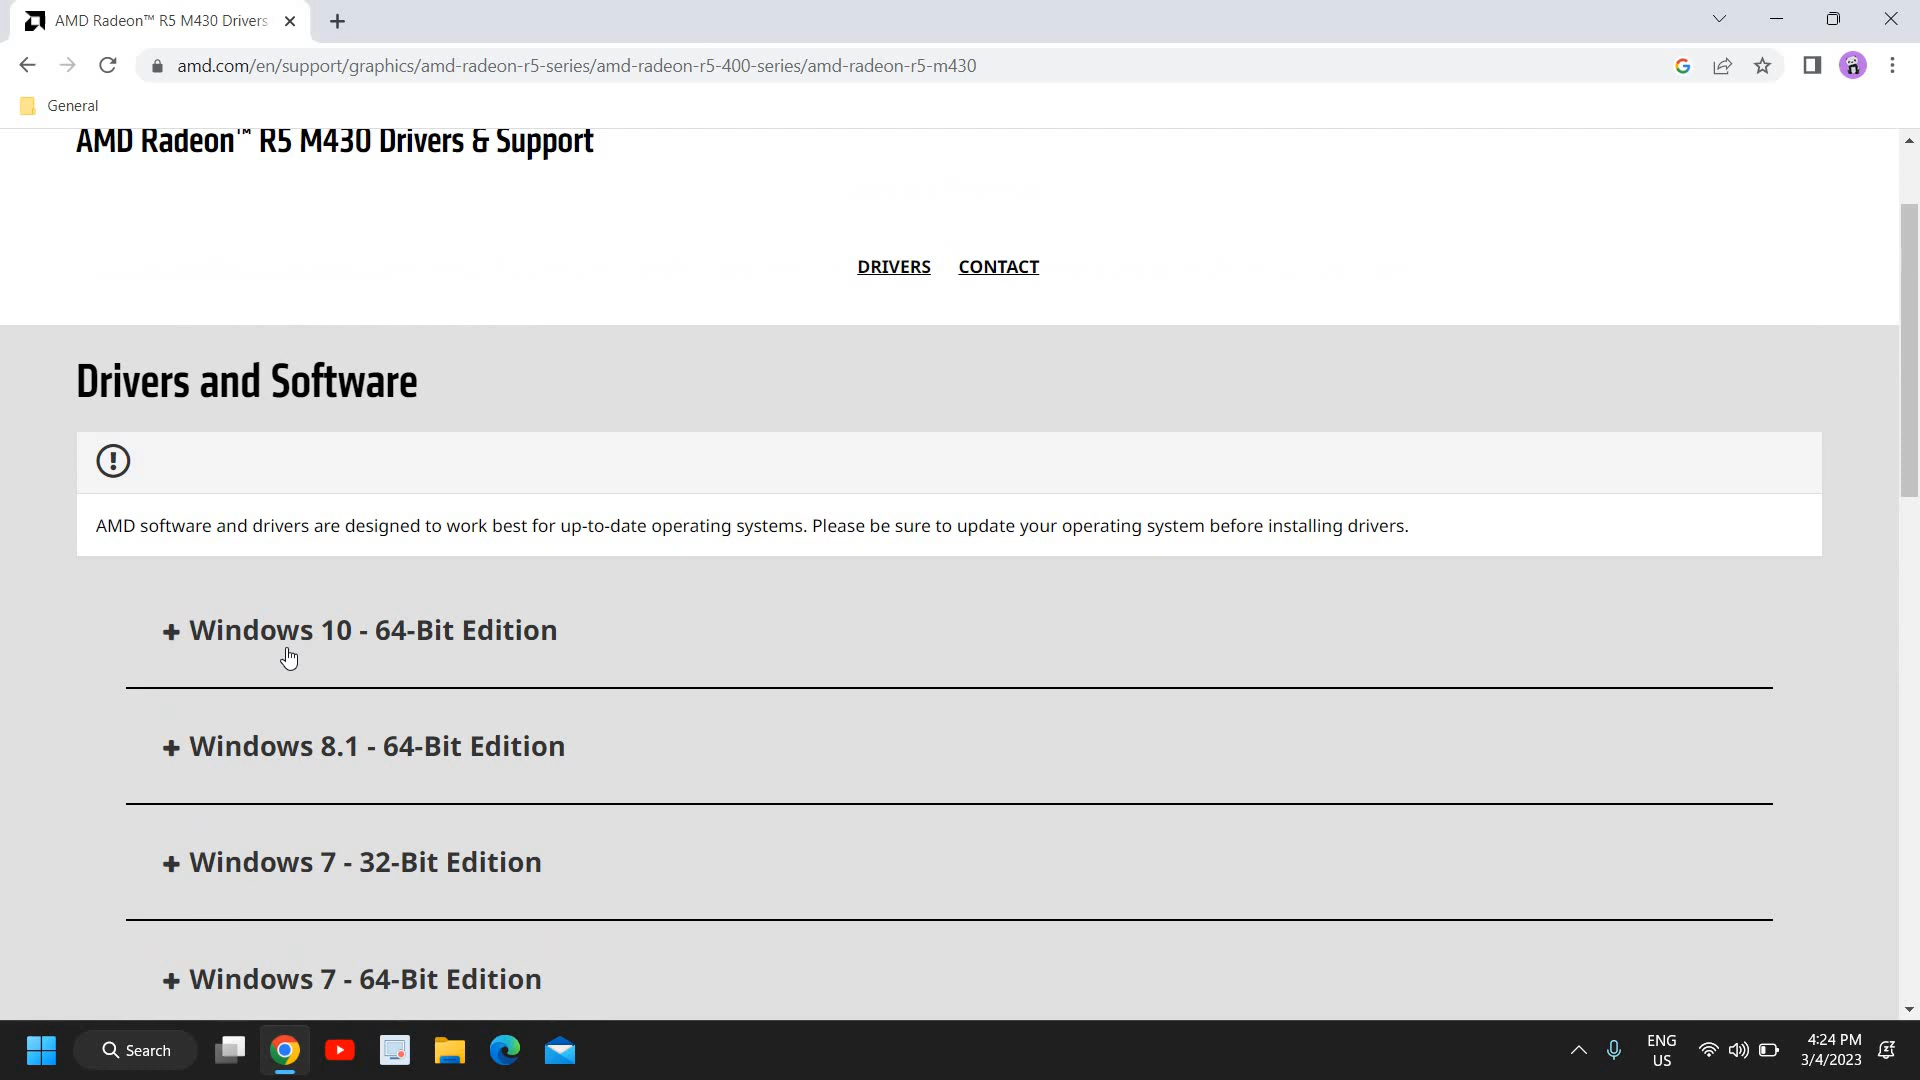 AMD Radeon™ R5 M430 Drivers
amd.com/en/support/graphics/amd-radeon-r5-series/amd-radeon-r5-400-series/amd-radeon-r5-m430
General
AMD Radeon™ R5 M430 Drivers & Support
DRIVERS CONTACT
Drivers and Software
AMD software and drivers are designed to work best for up-to-date operating systems. Please be sure to update your operating system before installing drivers.
+ Windows 10 - 64-Bit Edition
+ Windows 8.1 - 64-Bit Edition
+ Windows 7 - 32-Bit Edition
+ Windows 7 - 64-Bit Edition
Search
ENG
US
4:24 PM
3/4/2023